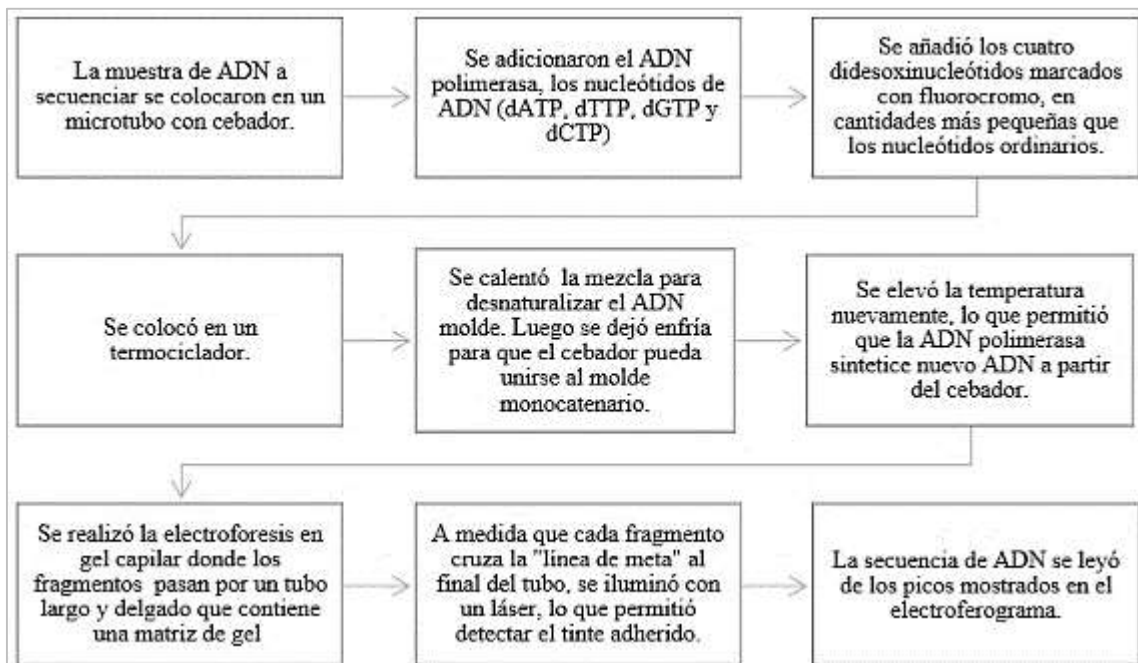 La muestra de ADN a
secuenciar se colocaron en un
microtubo con cebador.
Se adicionaron el ADN
polimerasa, los nucleótidos de
ADN (dATP, dTTP, dGTP y
dCTP)
Se añadió los cuatro
didesoxinucleótidos marcados
con fluorocromo, en
cantidades más pequeñas que
los nucleótidos ordinarios.
Se colocó en un
termociclador.
Se calentó la mezcla para
desnaturalizar el ADN
molde. Luego se dejó enfría
para que el cebador pueda
unirse al molde
monocatenario.
Se elevó la temperatura
nuevamente, lo que permitió
que la ADN polimerasa
sintetice nuevo ADN a partir
del cebador.
Se realizó la electroforesis en
gel capilar donde los
fragmentos pasan por un tubo
largo y delgado que contiene
una matriz de gel
A medida que cada fragmento
cruza la "línea de meta" al
final del tubo, se iluminó con
un láser, lo que permitió
detectar el tinte adherido.
La secuencia de ADN se leyó
de los picos mostrados en el
electroferograma.